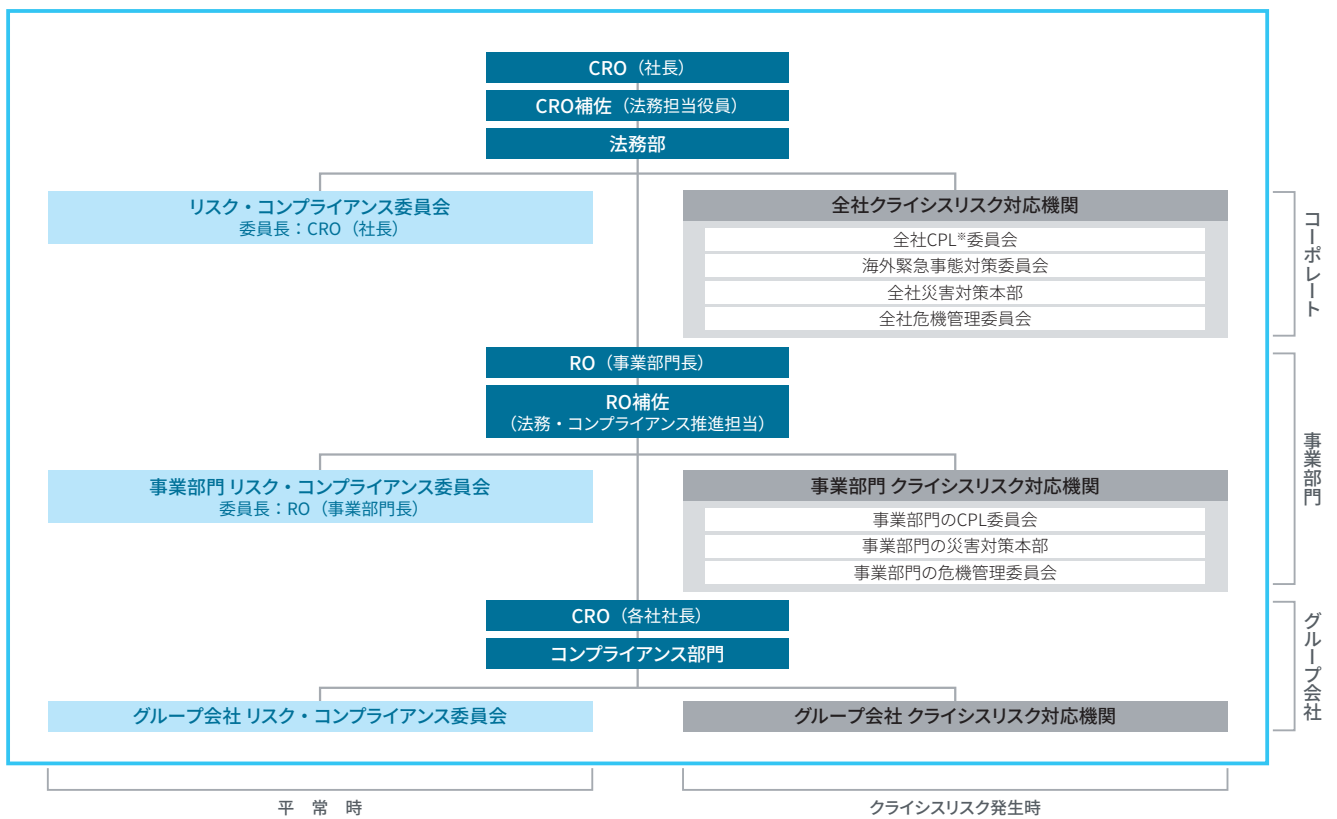 CRO（社長）
CRO補佐（法務担当役員）
法務部
リスク・コンプライアンス委員会
委員長：CRO（社長）
全社クライシスリスク対応機関
全社CPL※委員会
海外緊急事態対策委員会
全社災害対策本部
全社危機管理委員会
コーポレート
RO（事業部門長）
RO補佐
（法務・コンプライアンス推進担当）
事業部門 リスク・コンプライアンス委員会
委員長：RO（事業部門長）
事業部門 クライシスリスク対応機関
事業部門のCPL委員会
事業部門の災害対策本部
事業部門の危機管理委員会
事業部門
CRO（各社社長）
コンプライアンス部門
グループ会社 リスク・コンプライアンス委員会
グループ会社 クライシスリスク対応機関
グループ会社
平 常 時
クライシスリスク発生時